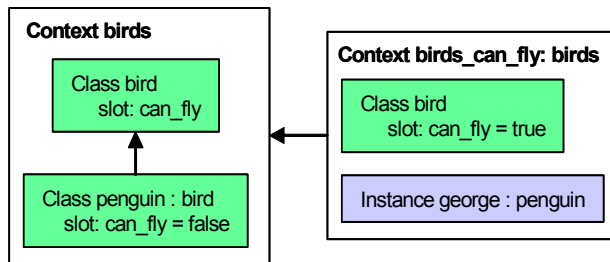 Context birds
Class bird
slot: can_fly
Class penguin : bird
slot: can_fly = false
Context birds_can_fly: birds
Class bird
slot: can_fly = true
Instance george : penguin